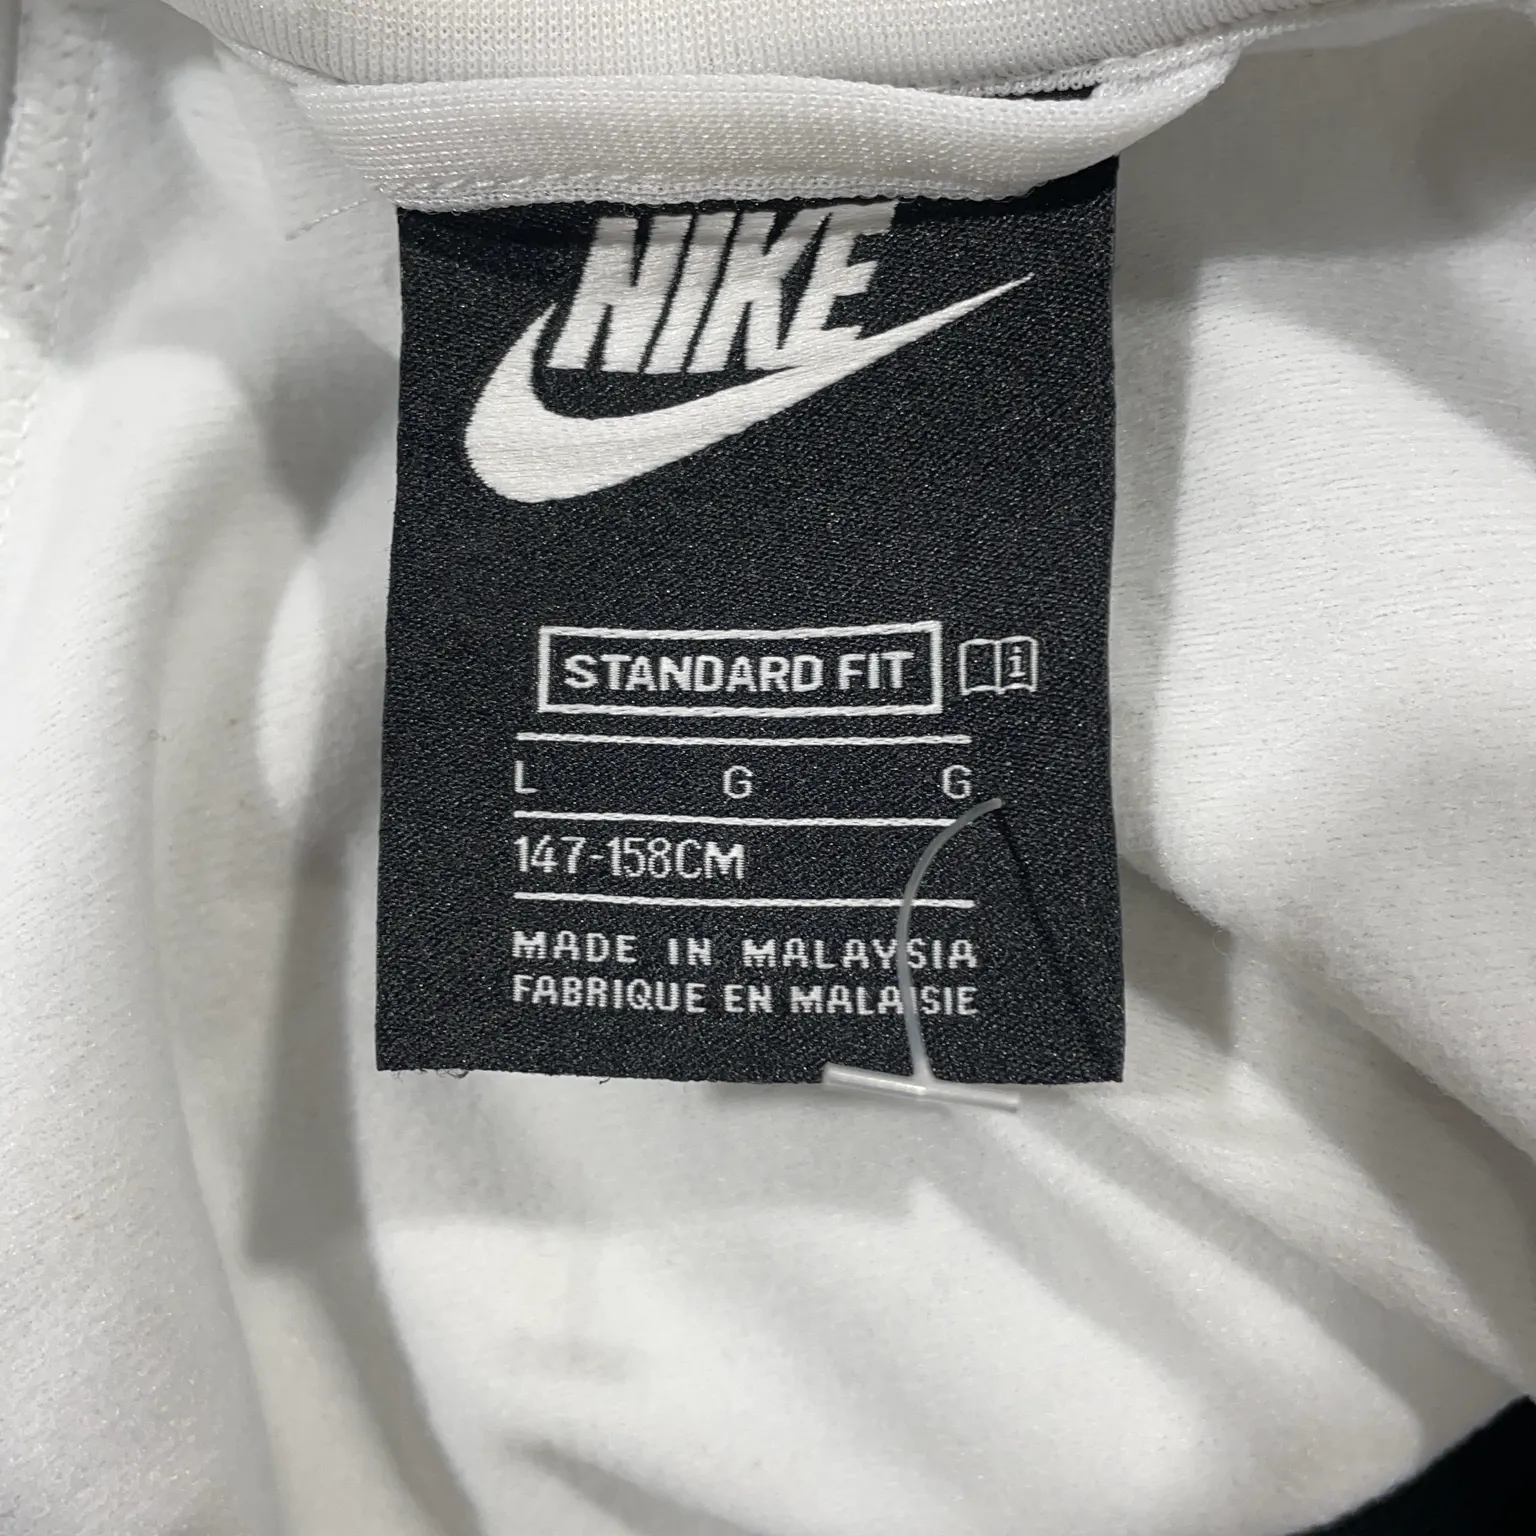 NIKE
STANDARD FIT i
L G G
147-158CM
MADE IN MALAYSIA
FABRIQUE EN MALAISIE